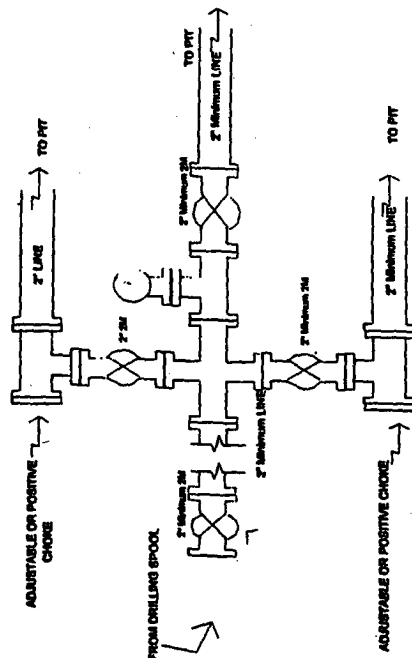 TO PIT
2" Minimum LINE
TO PIT
2" LINE
2" Minimum 2M
TO PIT
2" Minimum LINE
2" 2M
2" Minimum 2M
ADJUSTABLE OR POSITIVE
CHOKE
2" Minimum LINE
2" Minimum 2M
FROM DRILLING SPOOL
ADJUSTABLE OR POSITIVE CHOKE